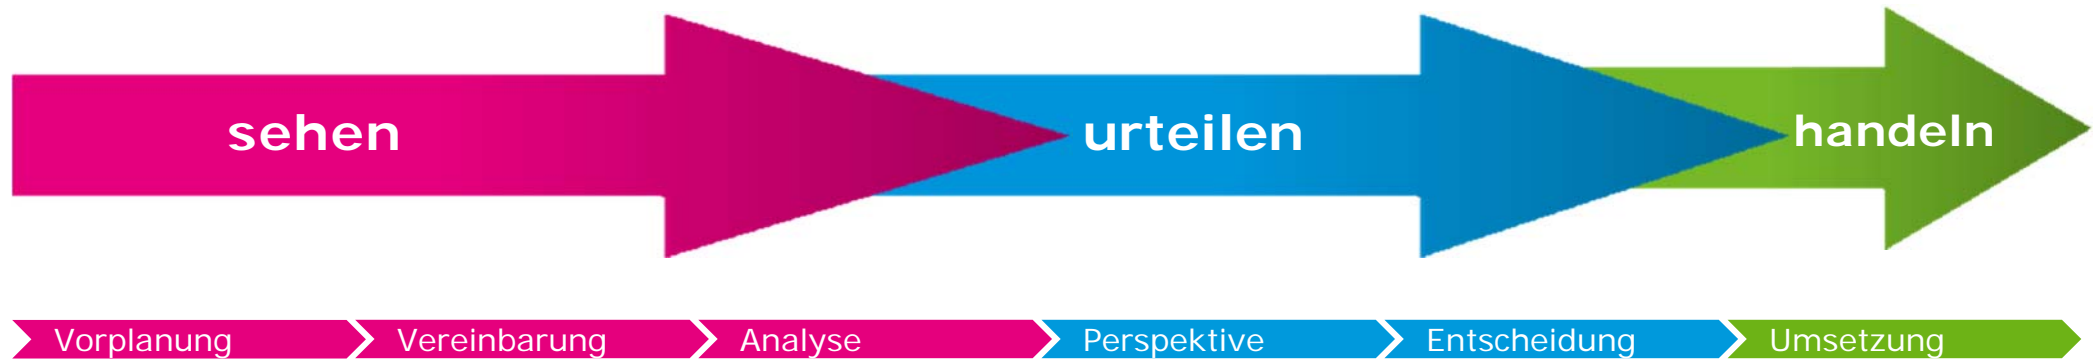 sehen urteilen handeln
Vorplanung Vereinbarung Analyse Perspektive Entscheidung Umsetzung